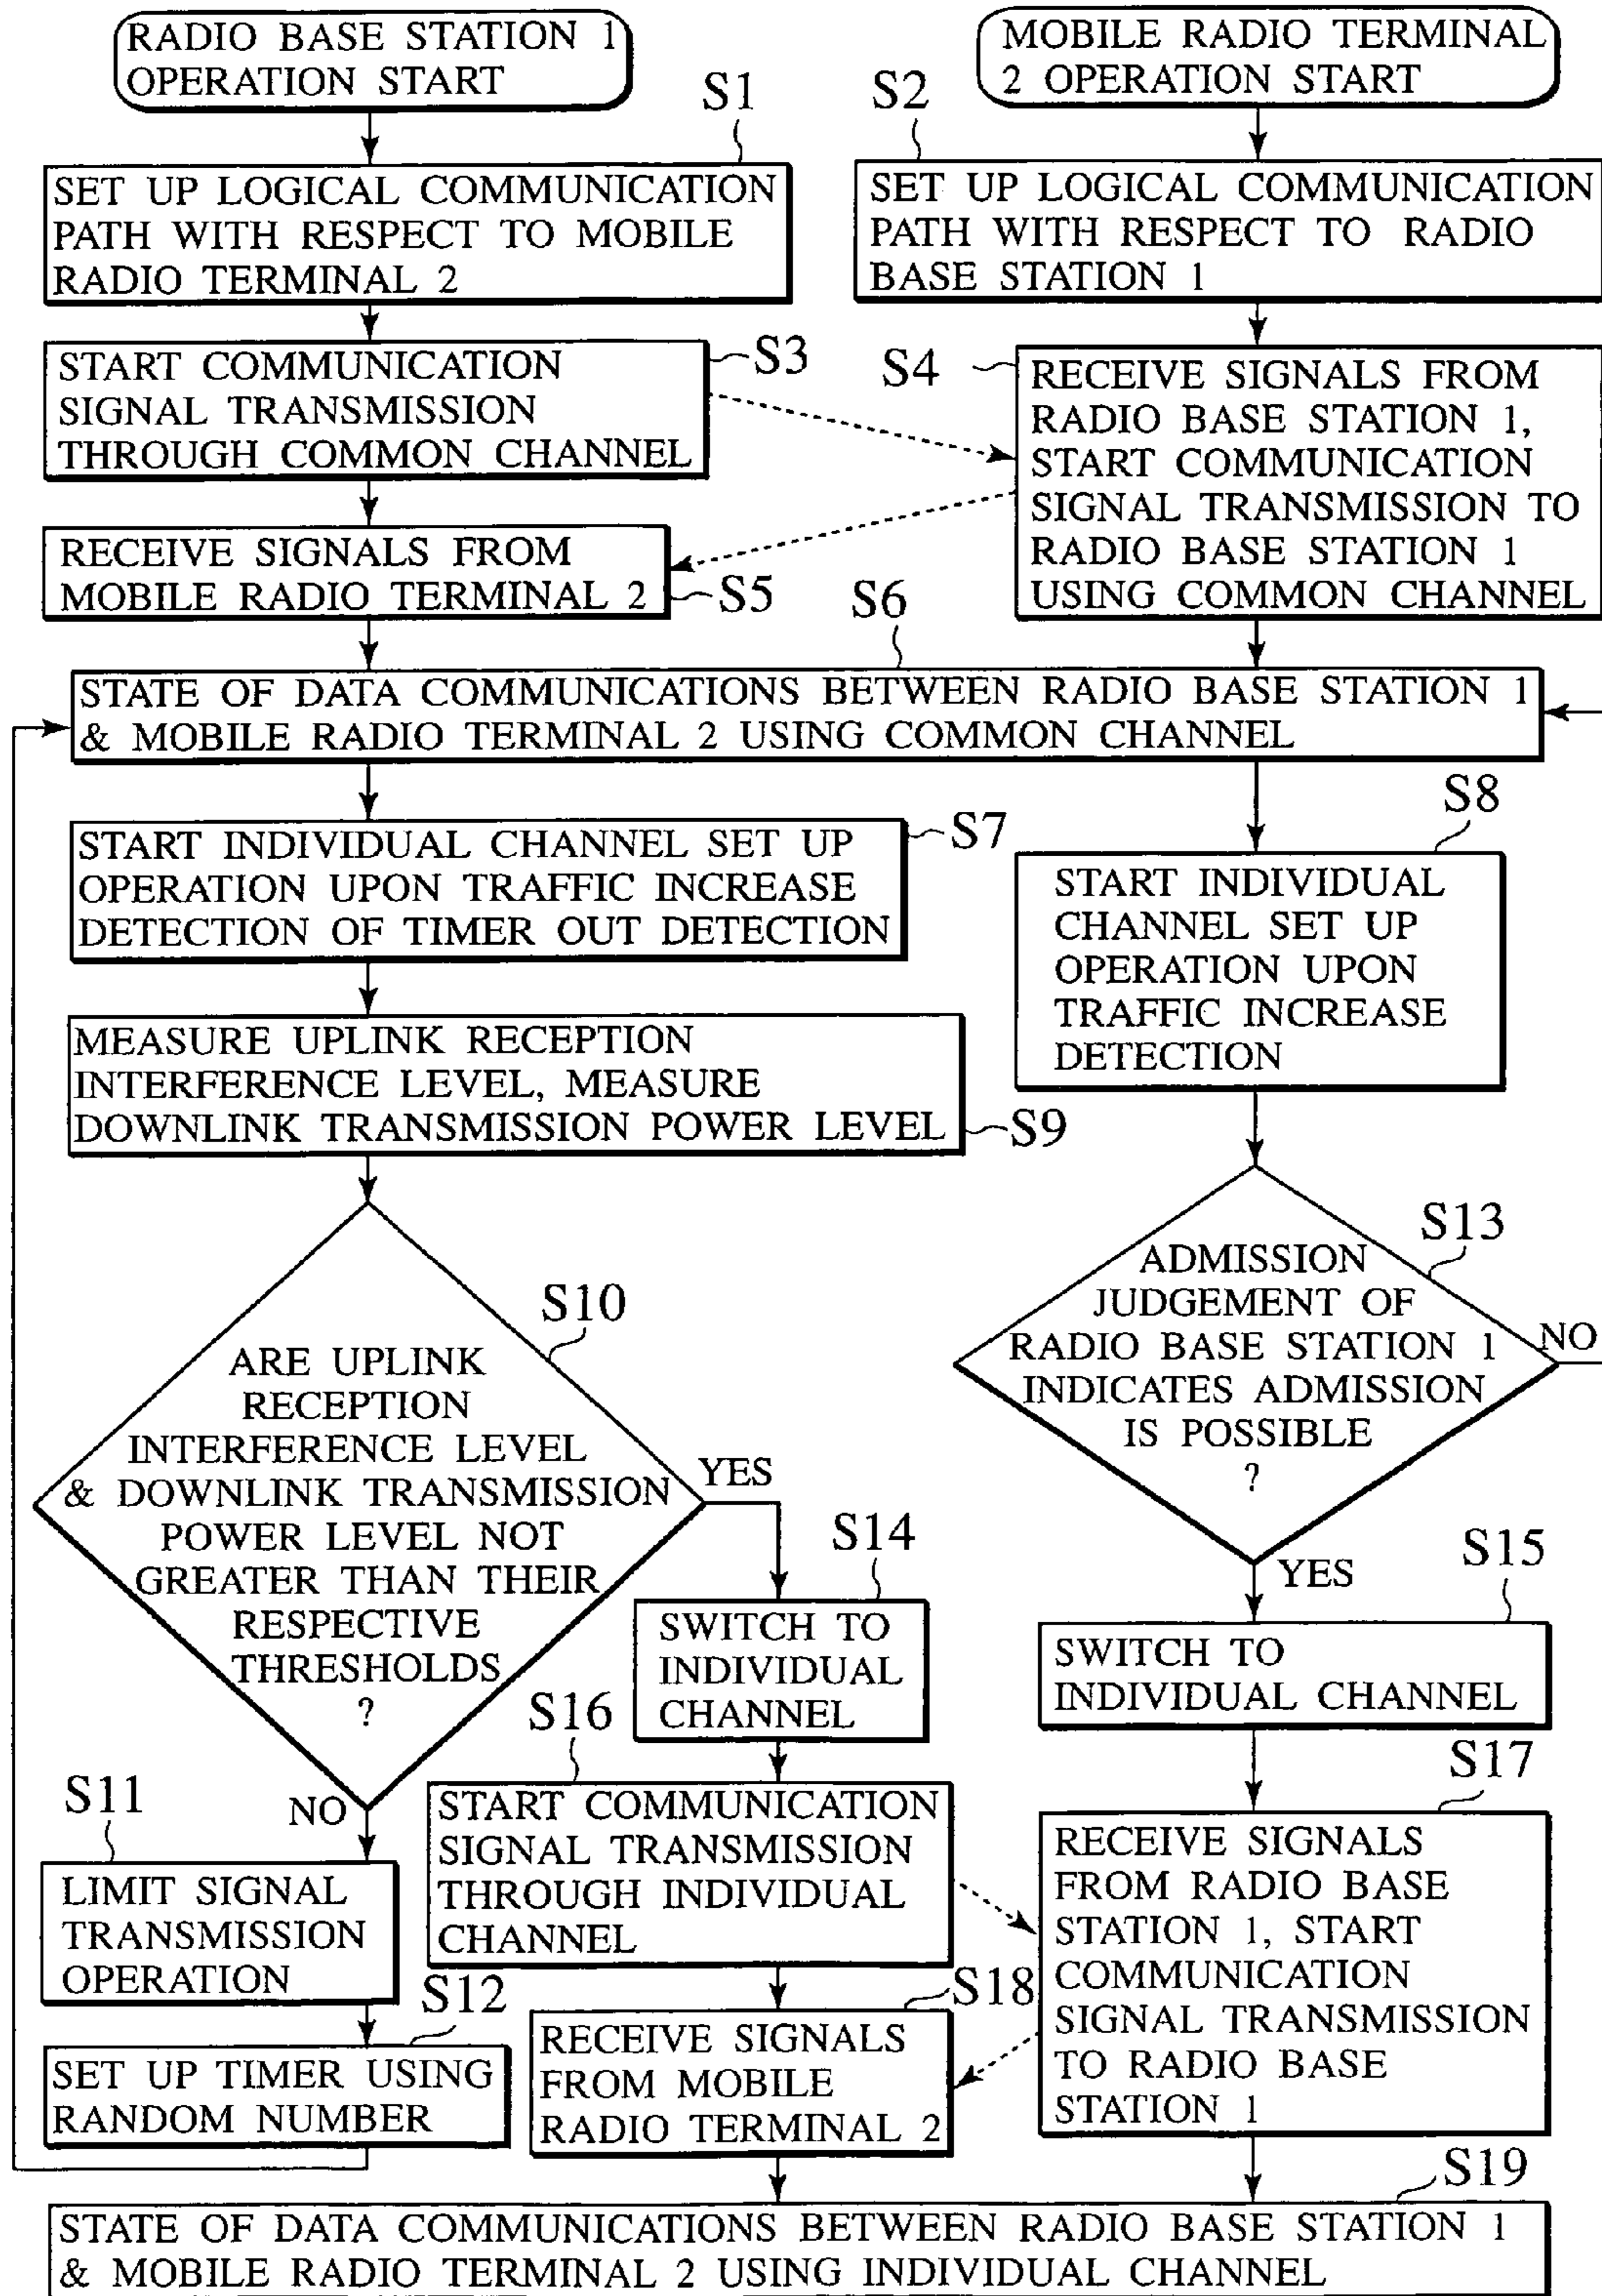 RADIO BASE STATION 1
OPERATION START
MOBILE RADIO TERMINAL
2 OPERATION START
S1
S2
SET UP LOGICAL COMMUNICATION
PATH WITH RESPECT TO MOBILE
RADIO TERMINAL 2
SET UP LOGICAL COMMUNICATION
PATH WITH RESPECT TO RADIO
BASE STATION 1
START COMMUNICATION
SIGNAL TRANSMISSION
THROUGH COMMON CHANNEL
S3
S4
RECEIVE SIGNALS FROM
RADIO BASE STATION 1,
START COMMUNICATION
SIGNAL TRANSMISSION TO
RADIO BASE STATION 1
USING COMMON CHANNEL
RECEIVE SIGNALS FROM
MOBILE RADIO TERMINAL 2
S5
S6
STATE OF DATA COMMUNICATIONS BETWEEN RADIO BASE STATION 1
& MOBILE RADIO TERMINAL 2 USING COMMON CHANNEL
S7
START INDIVIDUAL CHANNEL SET UP
OPERATION UPON TRAFFIC INCREASE
DETECTION OF TIMER OUT DETECTION
S8
START INDIVIDUAL
CHANNEL SET UP
OPERATION UPON
TRAFFIC INCREASE
DETECTION
MEASURE UPLINK RECEPTION
INTERFERENCE LEVEL, MEASURE
DOWNLINK TRANSMISSION POWER LEVEL
S9
S10
ARE UPLINK
RECEPTION
INTERFERENCE LEVEL
& DOWNLINK TRANSMISSION
POWER LEVEL NOT
GREATER THAN THEIR
RESPECTIVE
THRESHOLDS
?
YES
NO
S13
ADMISSION
JUDGEMENT OF
RADIO BASE STATION 1
INDICATES ADMISSION
IS POSSIBLE
?
NO
YES
S14
SWITCH TO
INDIVIDUAL
CHANNEL
S15
SWITCH TO
INDIVIDUAL CHANNEL
S11
LIMIT SIGNAL
TRANSMISSION
OPERATION
S16
START COMMUNICATION
SIGNAL TRANSMISSION
THROUGH INDIVIDUAL
CHANNEL
S17
RECEIVE SIGNALS
FROM RADIO BASE
STATION 1, START
COMMUNICATION
SIGNAL TRANSMISSION
TO RADIO BASE
STATION 1
S12
SET UP TIMER USING
RANDOM NUMBER
S18
RECEIVE SIGNALS
FROM MOBILE
RADIO TERMINAL 2
S19
STATE OF DATA COMMUNICATIONS BETWEEN RADIO BASE STATION 1
& MOBILE RADIO TERMINAL 2 USING INDIVIDUAL CHANNEL